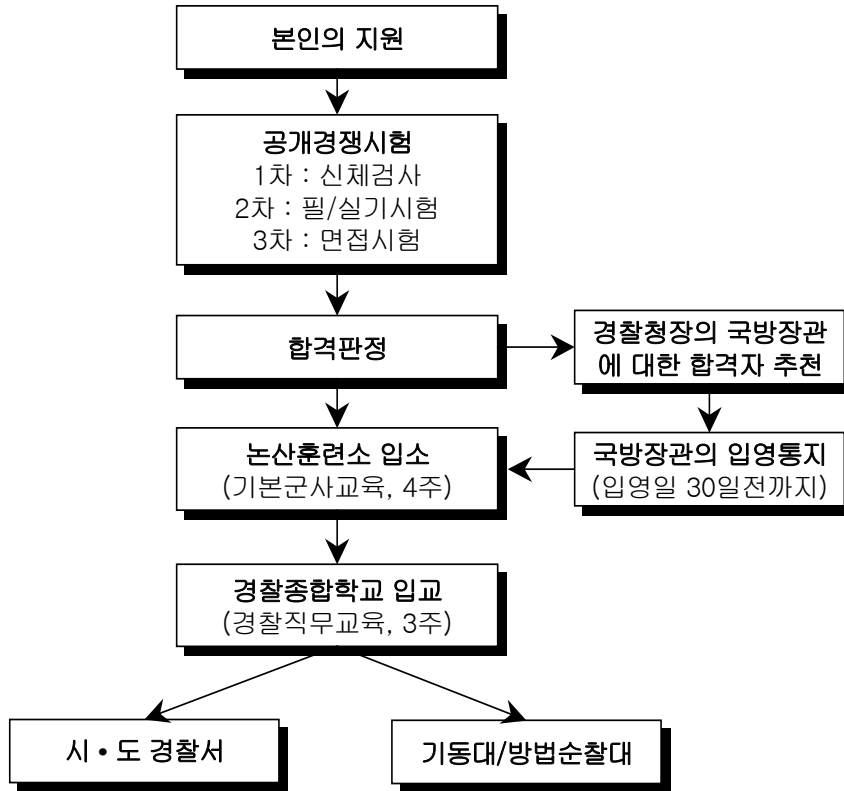 본인의 지원
공개경쟁시험
1차 : 신체검사
2차 : 필/실기시험
3차 : 면접시험
합격판정
경찰청장의 국방장관
에 대한 합격자 추천
논산훈련소 입소
(기본군사교육, 4주)
국방장관의 입영통지
(입영일 30일전까지)
경찰종합학교 입교
(경찰직무교육, 3주)
시 • 도 경찰서
기동대/방법순찰대